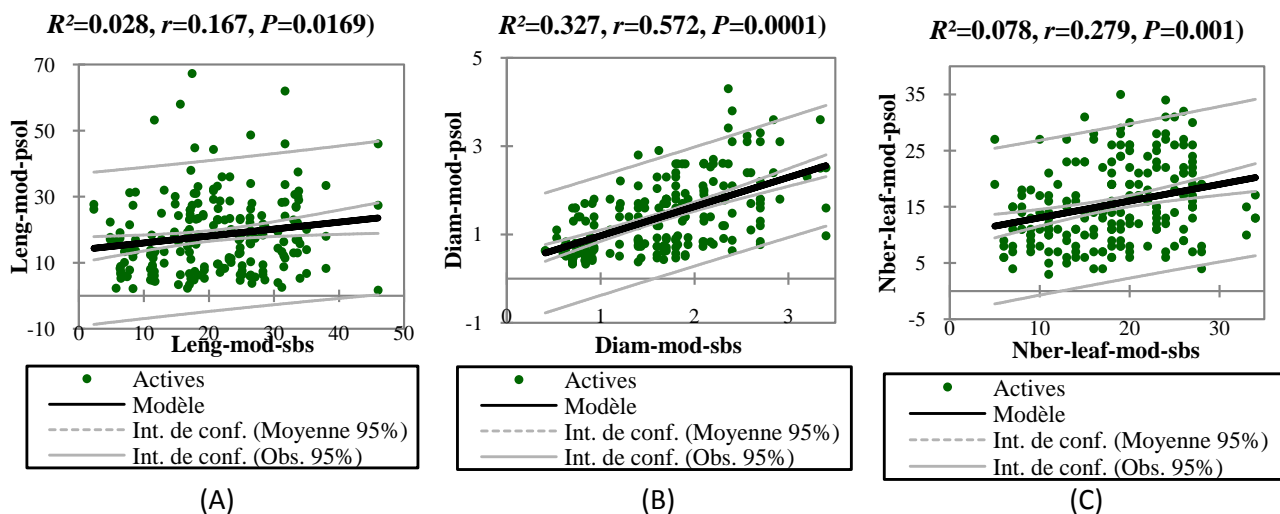 R²=0.028, r=0.167, P=0.0169)
70
50
30
10
-10
0
10
20
30
40
50
Leng-mod-psol
Leng-mod-sbs
Actives
Modèle
Int. de conf. (Moyenne 95%)
Int. de conf. (Obs. 95%)
(A)
R²=0.327, r=0.572, P=0.0001)
5
3
1
-1
0
1
2
3
Diam-mod-psol
Diam-mod-sbs
Actives
Modèle
Int. de conf. (Moyenne 95%)
Int. de conf. (Obs. 95%)
(B)
R²=0.078, r=0.279, P=0.001)
35
25
15
5
-5
0
10
20
30
Nber-leaf-mod-psol
Nber-leaf-mod-sbs
Actives
Modèle
Int. de conf. (Moyenne 95%)
Int. de conf. (Obs. 95%)
(C)